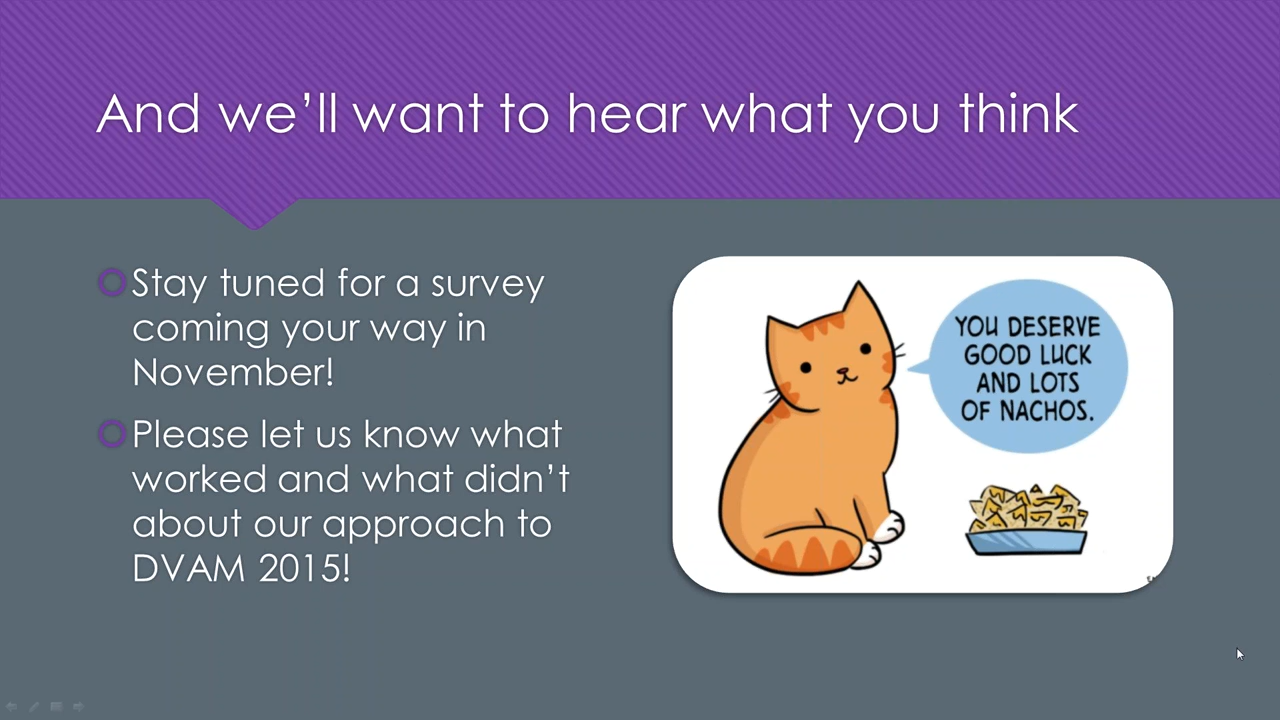 And we’ll want to hear what you think
Stay tuned for a survey
coming your way in
November!
Please let us know what
worked and what didn’t
about our approach to
DVAM 2015!
YOU DESERVE
GOOD LUCK
AND LOTS
OF NACHOS.